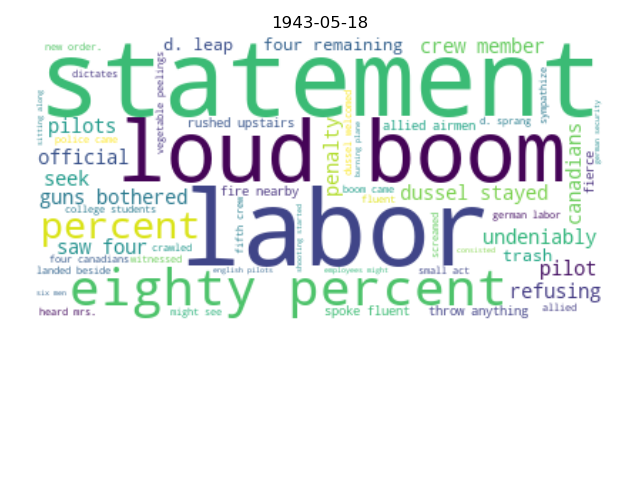 1943-05-18
new order.
d. leap
four remaining
crew member
statement
dictates
vegetable peelings
sympathize
sitting along
pilots
police came
rushed upstairs
penalty
dussel welcomed
burning plane
allied airmen
d. sprang
canadians
german security
official
loud boom
fierce
seek
guns bothered
fire nearby
boom came
fluent
dussel stayed
college students
fifth crew
labor
screamed
german labor
percent
saw four
crawled
shooting started
undeniably
four canadians
witnessed
consisted
trash
landed beside
english pilots
employees might
small act
pilot
six men
eighty percent
refusing
heard mrs.
might see
spoke fluent
throw anything
allied